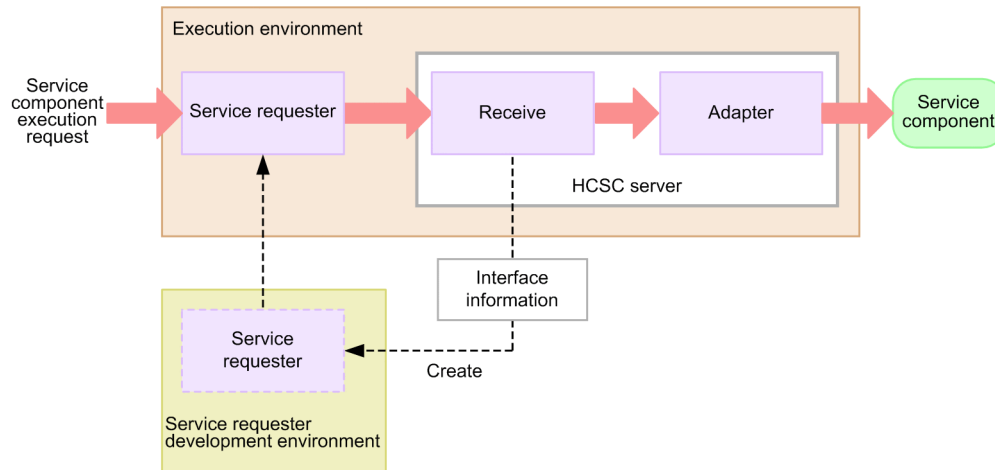 Execution environment
Service
component
execution
request
Service requester
Receive
Adapter
Service
component
HCSC server
Interface
information
Service
requester
Create
Service requester
development environment